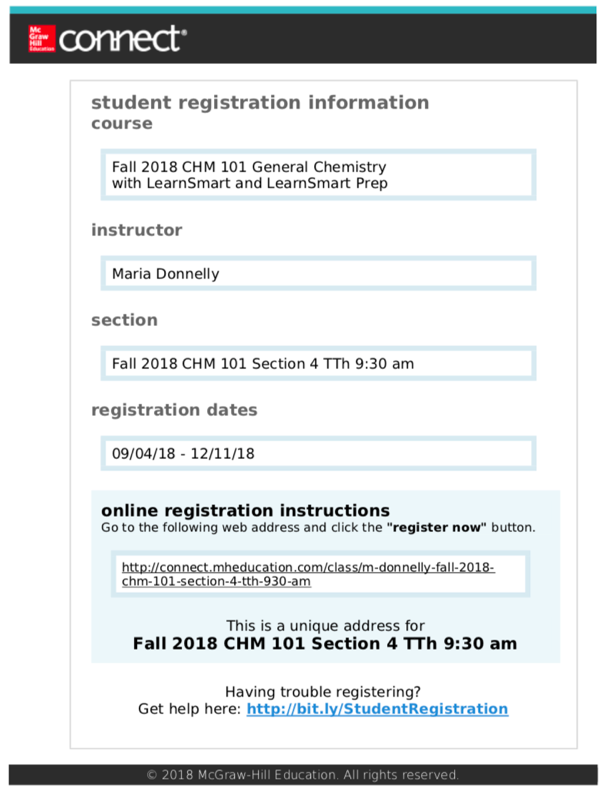 Mc
Graw
Hill
Education
connect®
student registration information
course
Fall 2018 CHM 101 General Chemistry
with LearnSmart and LearnSmart Prep
instructor
Maria Donnelly
section
Fall 2018 CHM 101 Section 4 TTh 9:30 am
registration dates
09/04/18 - 12/11/18
online registration instructions
Go to the following web address and click the "register now" button.
http://connect.mheducation.com/class/m-donnelly-fall-2018-
chm-101-section-4-tth-930-am
This is a unique address for
Fall 2018 CHM 101 Section 4 TTh 9:30 am
Having trouble registering?
Get help here: http://bit.ly/StudentRegistration
© 2018 McGraw-Hill Education. All rights reserved.